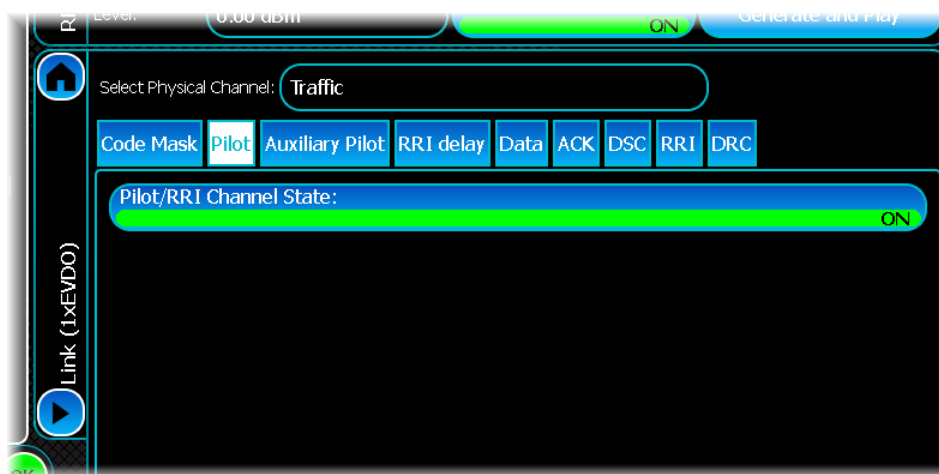 Level: 0.00 dBm ON Generate and Play
Select Physical Channel: Traffic
Code Mask Pilot Auxiliary Pilot RRI delay Data ACK DSC RRI DRC
Pilot/RRI Channel State:
ON
Link (1xEVDO)